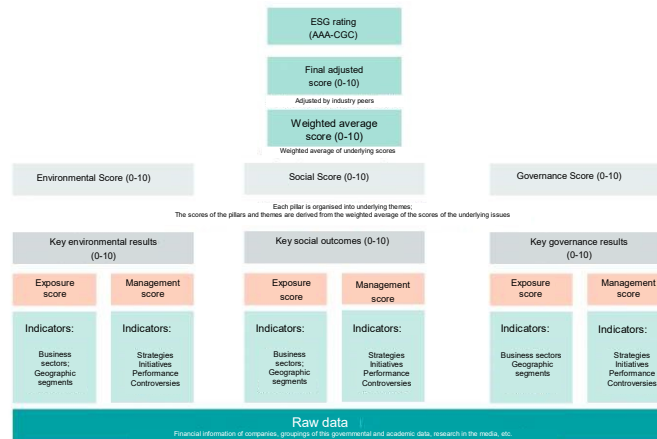 ESG rating
(AAA-CGC)
Final adjusted
score (0-10)
Adjusted by industry peers
Weighted average
score (0-10)
Weighted average of underlying scores
Environmental Score (0-10)
Social Score (0-10)
Governance Score (0-10)
Each pillar is organised into underlying themes;
The scores of the pillars and themes are derived from the weighted average of the scores of the underlying issues
Key environmental results
(0-10)
Key social outcomes (0-10)
Key governance results
(0-10)
Exposure
score
Management
score
Exposure
score
Management
score
Exposure
score
Management
score
Indicators:
Business
sectors;
Geographic
segments
Indicators:
Strategies
Initiatives
Performance
Controversies
Indicators:
Business
sectors;
Geographic
segments
Indicators:
Strategies
Initiatives
Performance
Controversies
Indicators:
Business sectors
Geographic
segments
Indicators:
Strategies
Initiatives
Performance
Controversies
Raw data
Financial information of companies, groupings of this governmental and academic data, research in the media, etc.